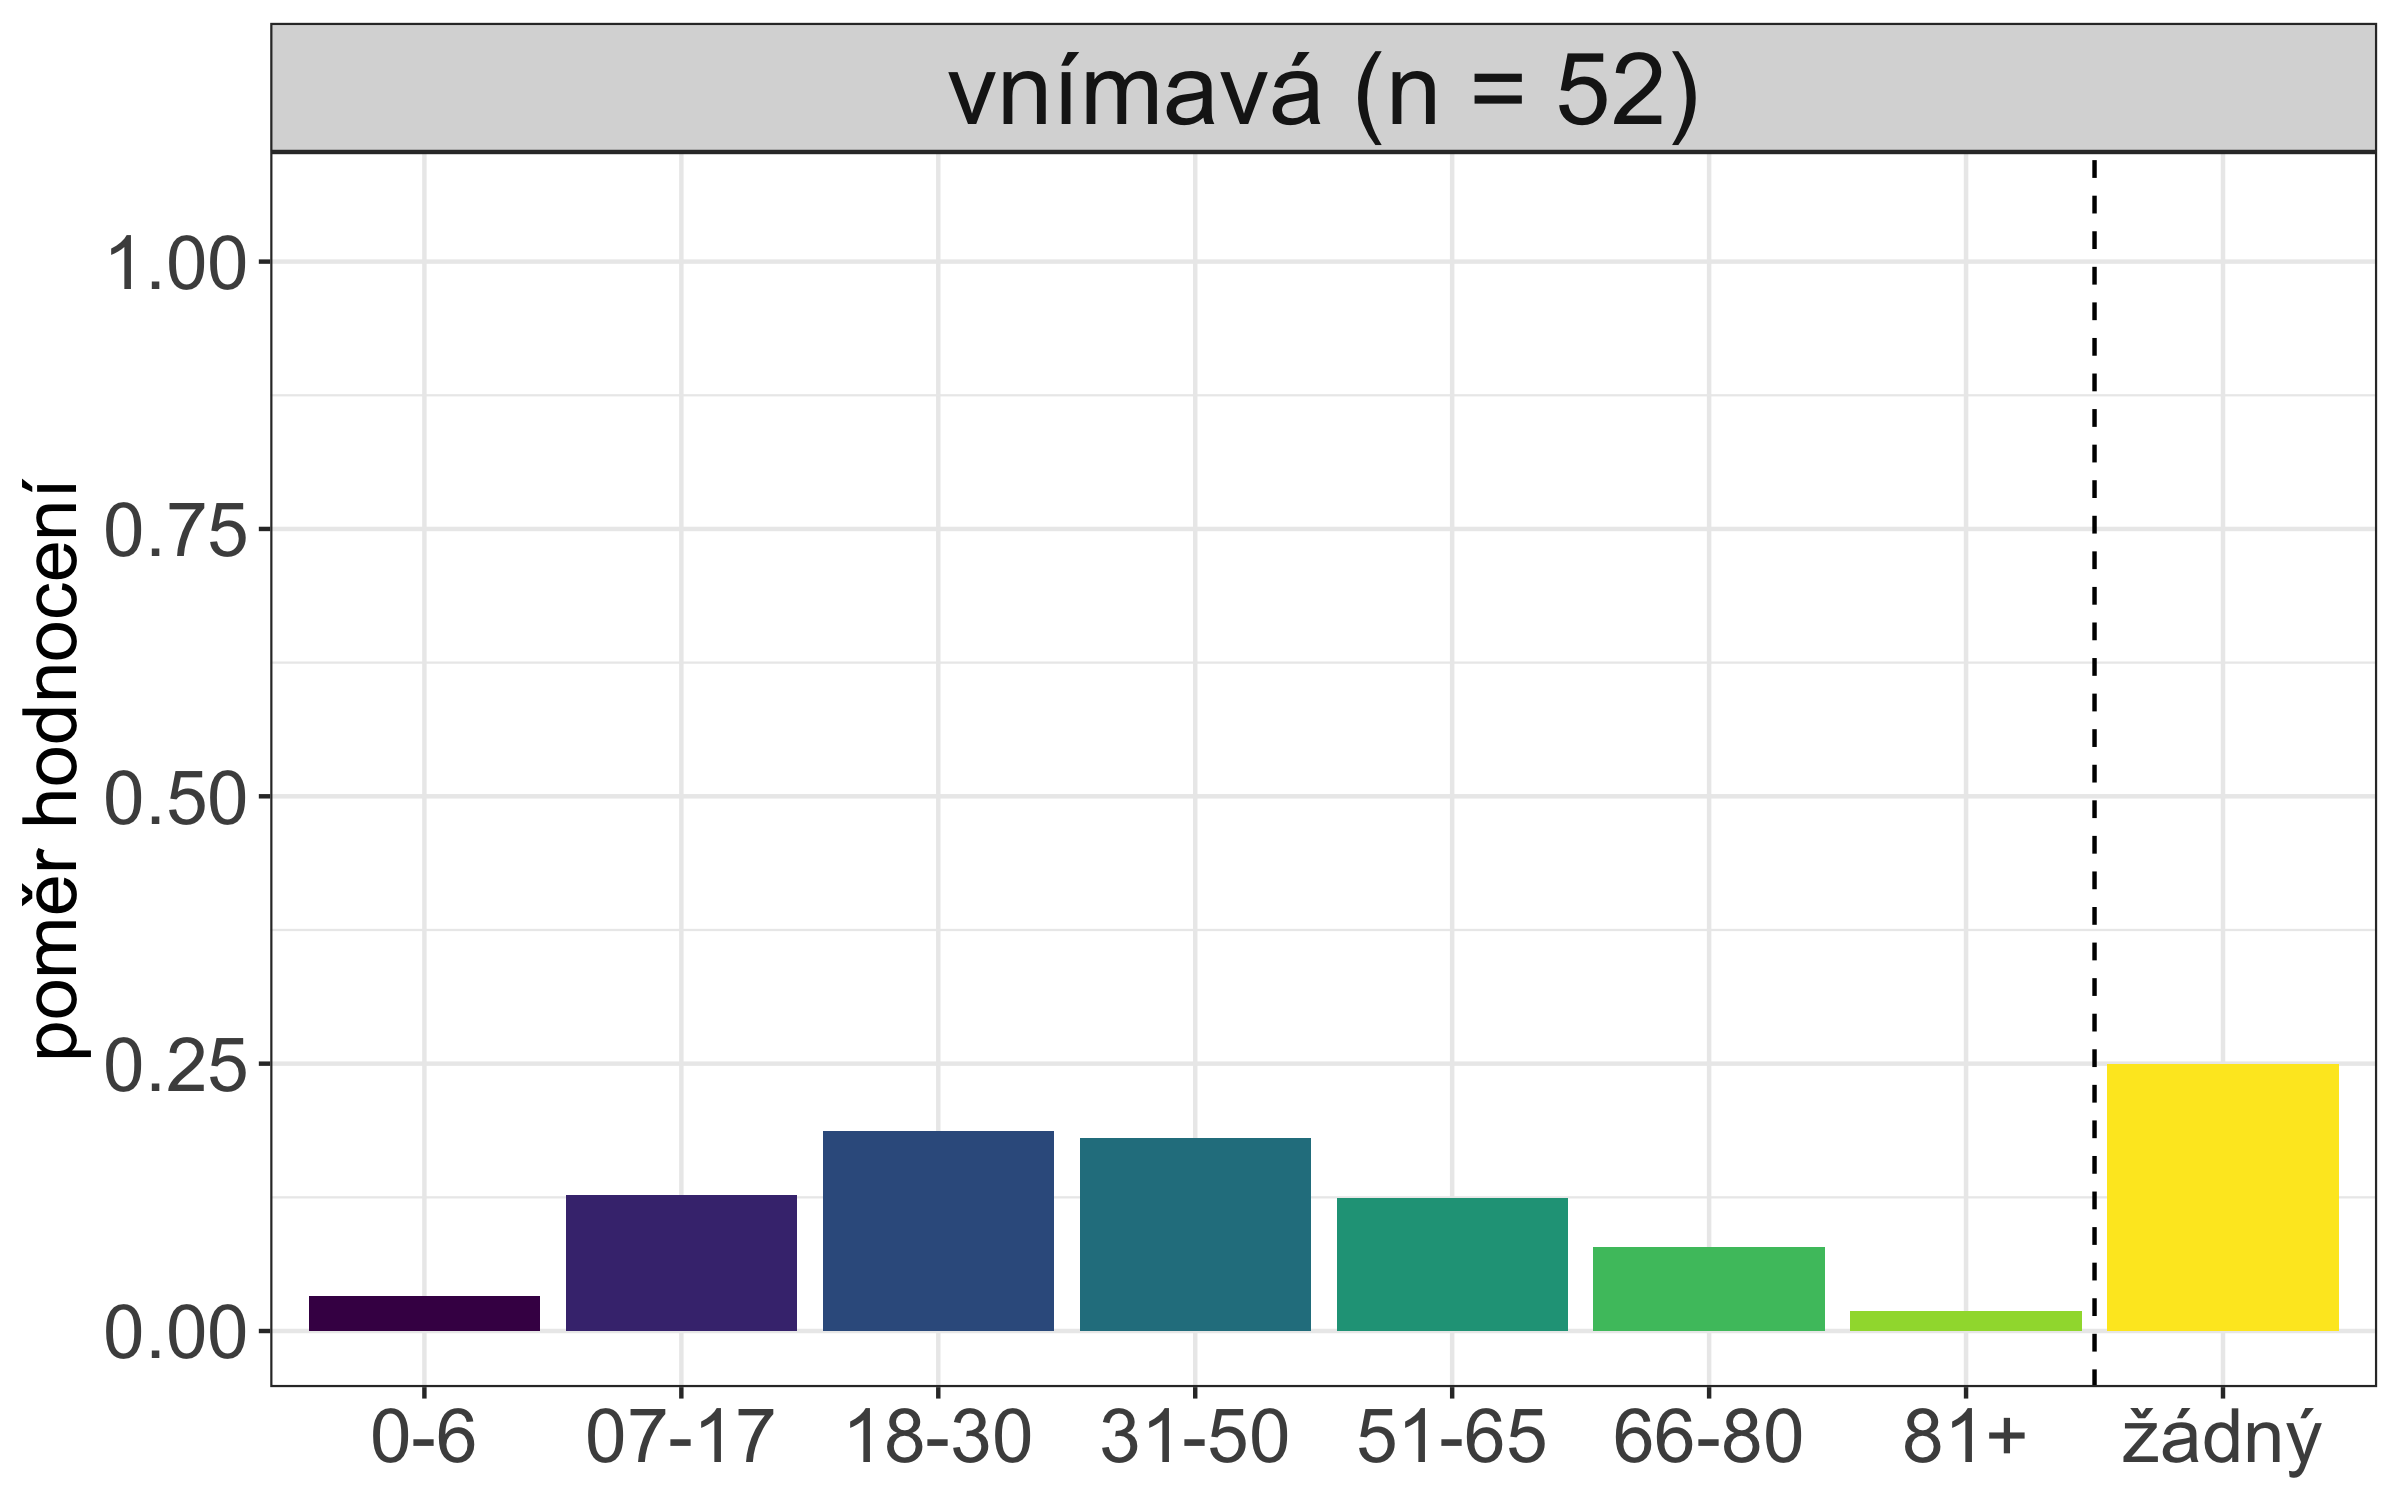 vnímavá (n = 52)
poměr hodnocení
1.00
0.75
0.50
0.25
0.00
0-6 07-17 18-30 31-50 51-65 66-80 81+ žádný